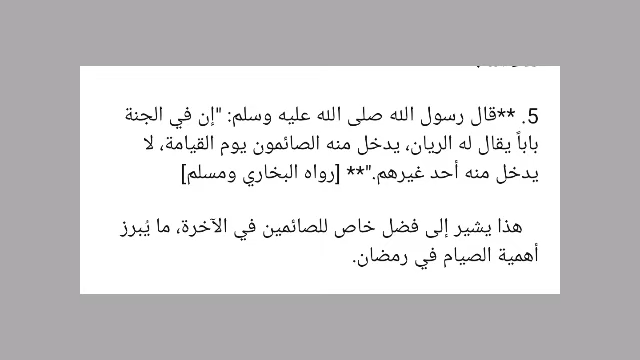 5. **قال رسول الله صلى الله عليه وسلم: "إن في الجنة
باباً يقال له الريان، يدخل منه الصائمون يوم القيامة، لا
يدخل منه أحد غيرهم."** [رواه البخاري ومسلم]
هذا يشير إلى فضل خاص للصائمين في الآخرة، ما يُبرز
أهمية الصيام في رمضان.